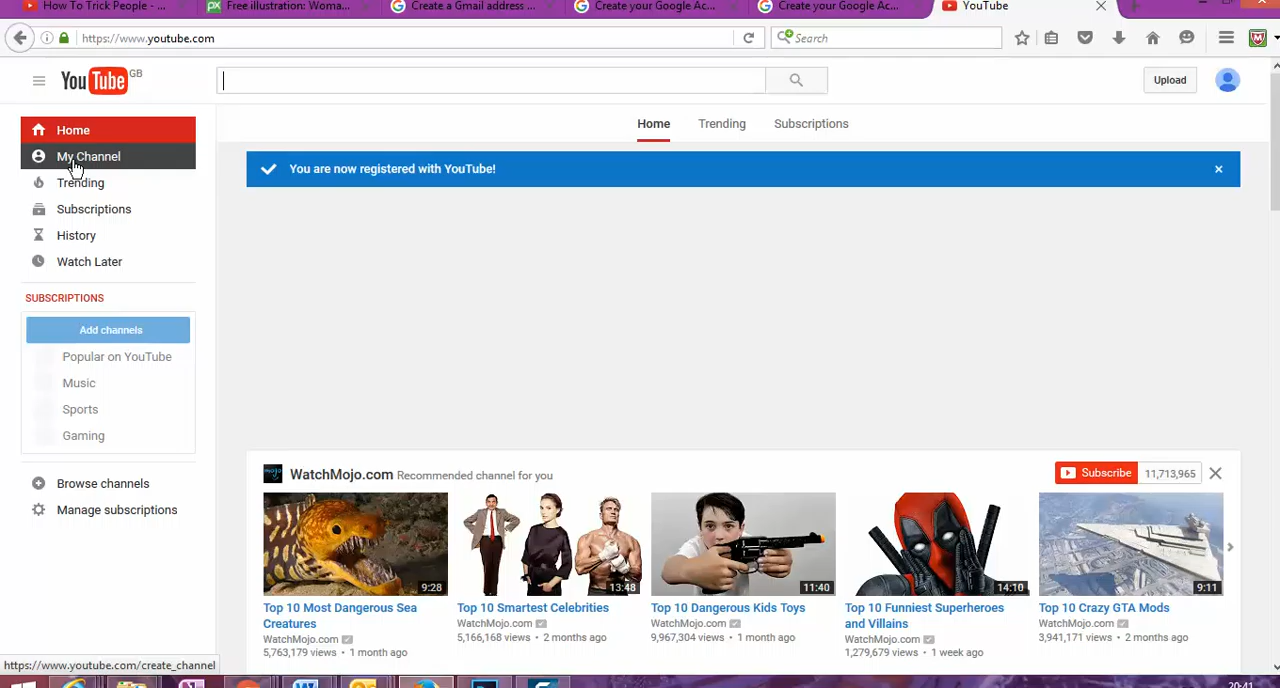 How To Trick People -
Free illustration: Woma...
Create a Gmail address ...
Create your Google Ac...
Create your Google Ac...
YouTube
https://www.youtube.com
Search
YouTube GB
Upload
Home
My Channel
Trending
Subscriptions
History
Watch Later
SUBSCRIPTIONS
Add channels
Popular on YouTube
Music
Sports
Gaming
Browse channels
Manage subscriptions
Home
Trending
Subscriptions
You are now registered with YouTube!
WatchMojo.com Recommended channel for you
Subscribe 11,713,965
9:28
13:48
11:40
14:10
9:11
Top 10 Most Dangerous Sea
Creatures
WatchMojo.com
5,763,179 views • 1 month ago
Top 10 Smartest Celebrities
WatchMojo.com
5,166,168 views • 2 months ago
Top 10 Dangerous Kids Toys
WatchMojo.com
9,967,304 views • 1 month ago
Top 10 Funniest Superheroes
and Villains
WatchMojo.com
1,279,679 views • 1 week ago
Top 10 Crazy GTA Mods
WatchMojo.com
3,941,171 views • 2 months ago
https://www.youtube.com/create_channel
20:41